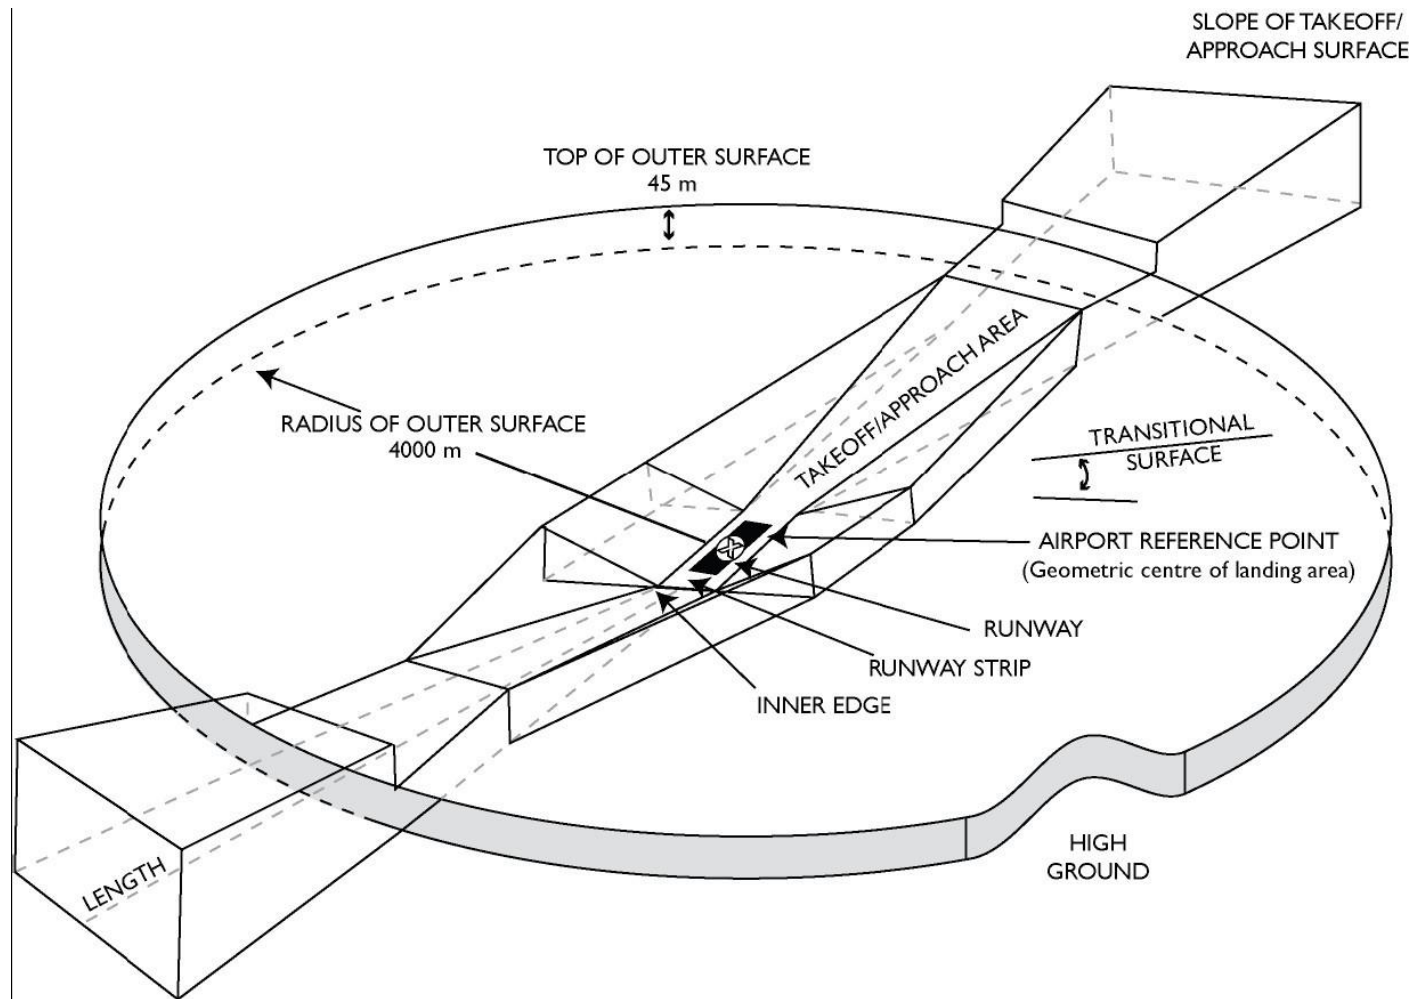 SLOPE OF TAKEOFF/
APPROACH SURFACE
TOP OF OUTER SURFACE
45 m
RADIUS OF OUTER SURFACE
4000 m
TAKEOFF/APPROACH AREA
TRANSITIONAL
SURFACE
AIRPORT REFERENCE POINT
(Geometric centre of landing area)
RUNWAY
RUNWAY STRIP
INNER EDGE
HIGH
GROUND
LENGTH